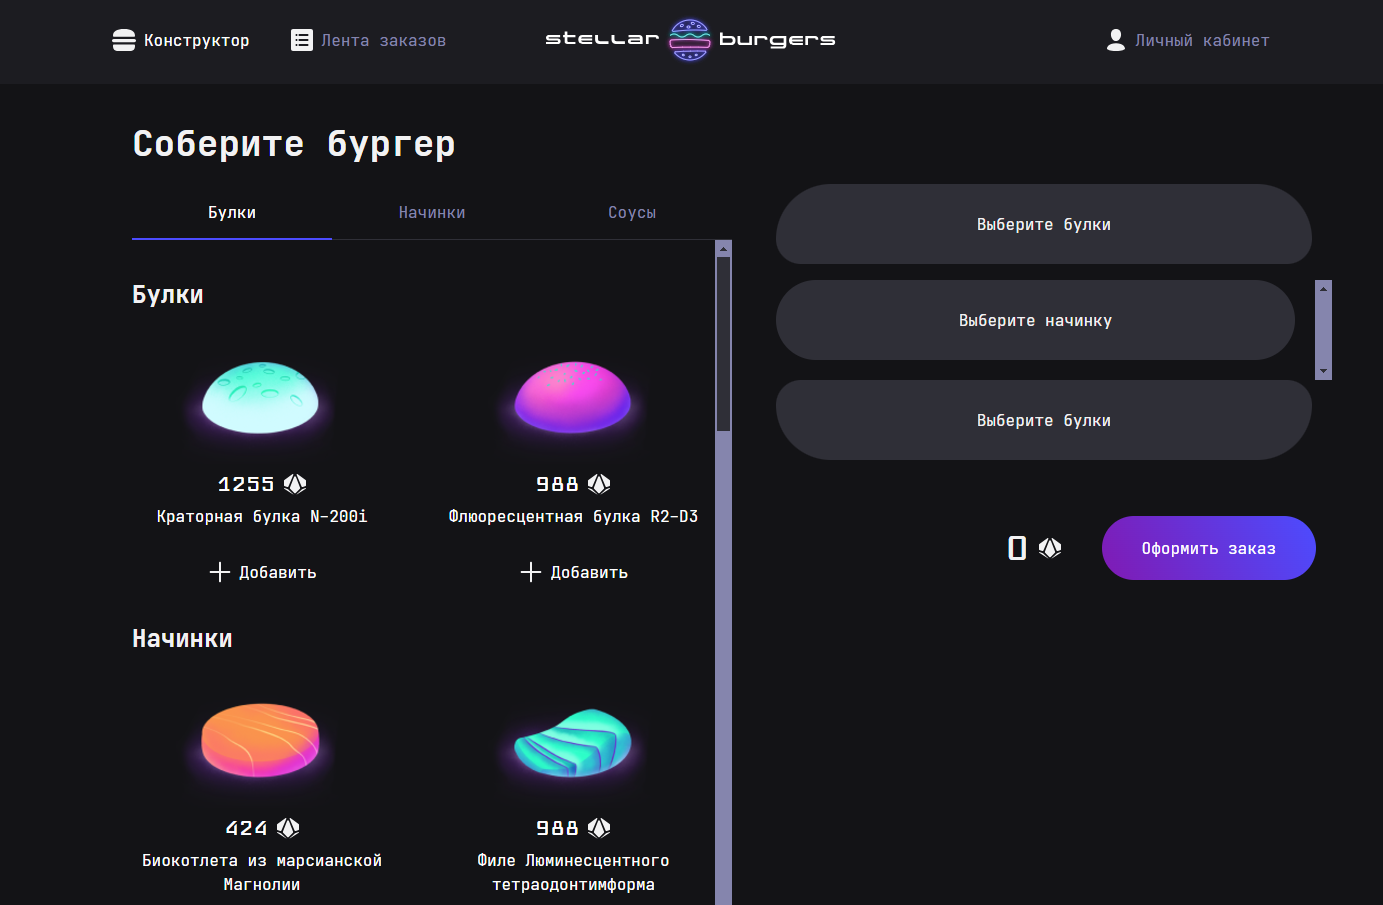 Конструктор
Лента заказов
stellar burgers
Личный кабинет
Соберите бургер
Булки
Начинки
Соусы
Булки
1255
Краторная булка N-200i
Добавить
988
Флюоресцентная булка R2-D3
Добавить
Начинки
424
Биокотлета из марсианской
Магнолии
988
Филе Люминесцентного
тетраодонтимформа
Выберите булки
Выберите начинку
Выберите булки
0
Оформить заказ